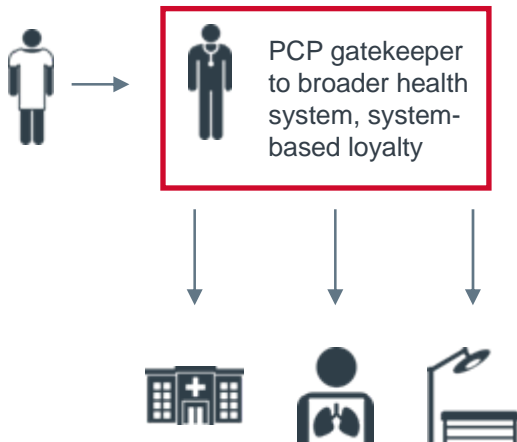 PCP gatekeeper
to broader health
system, system-
based loyalty